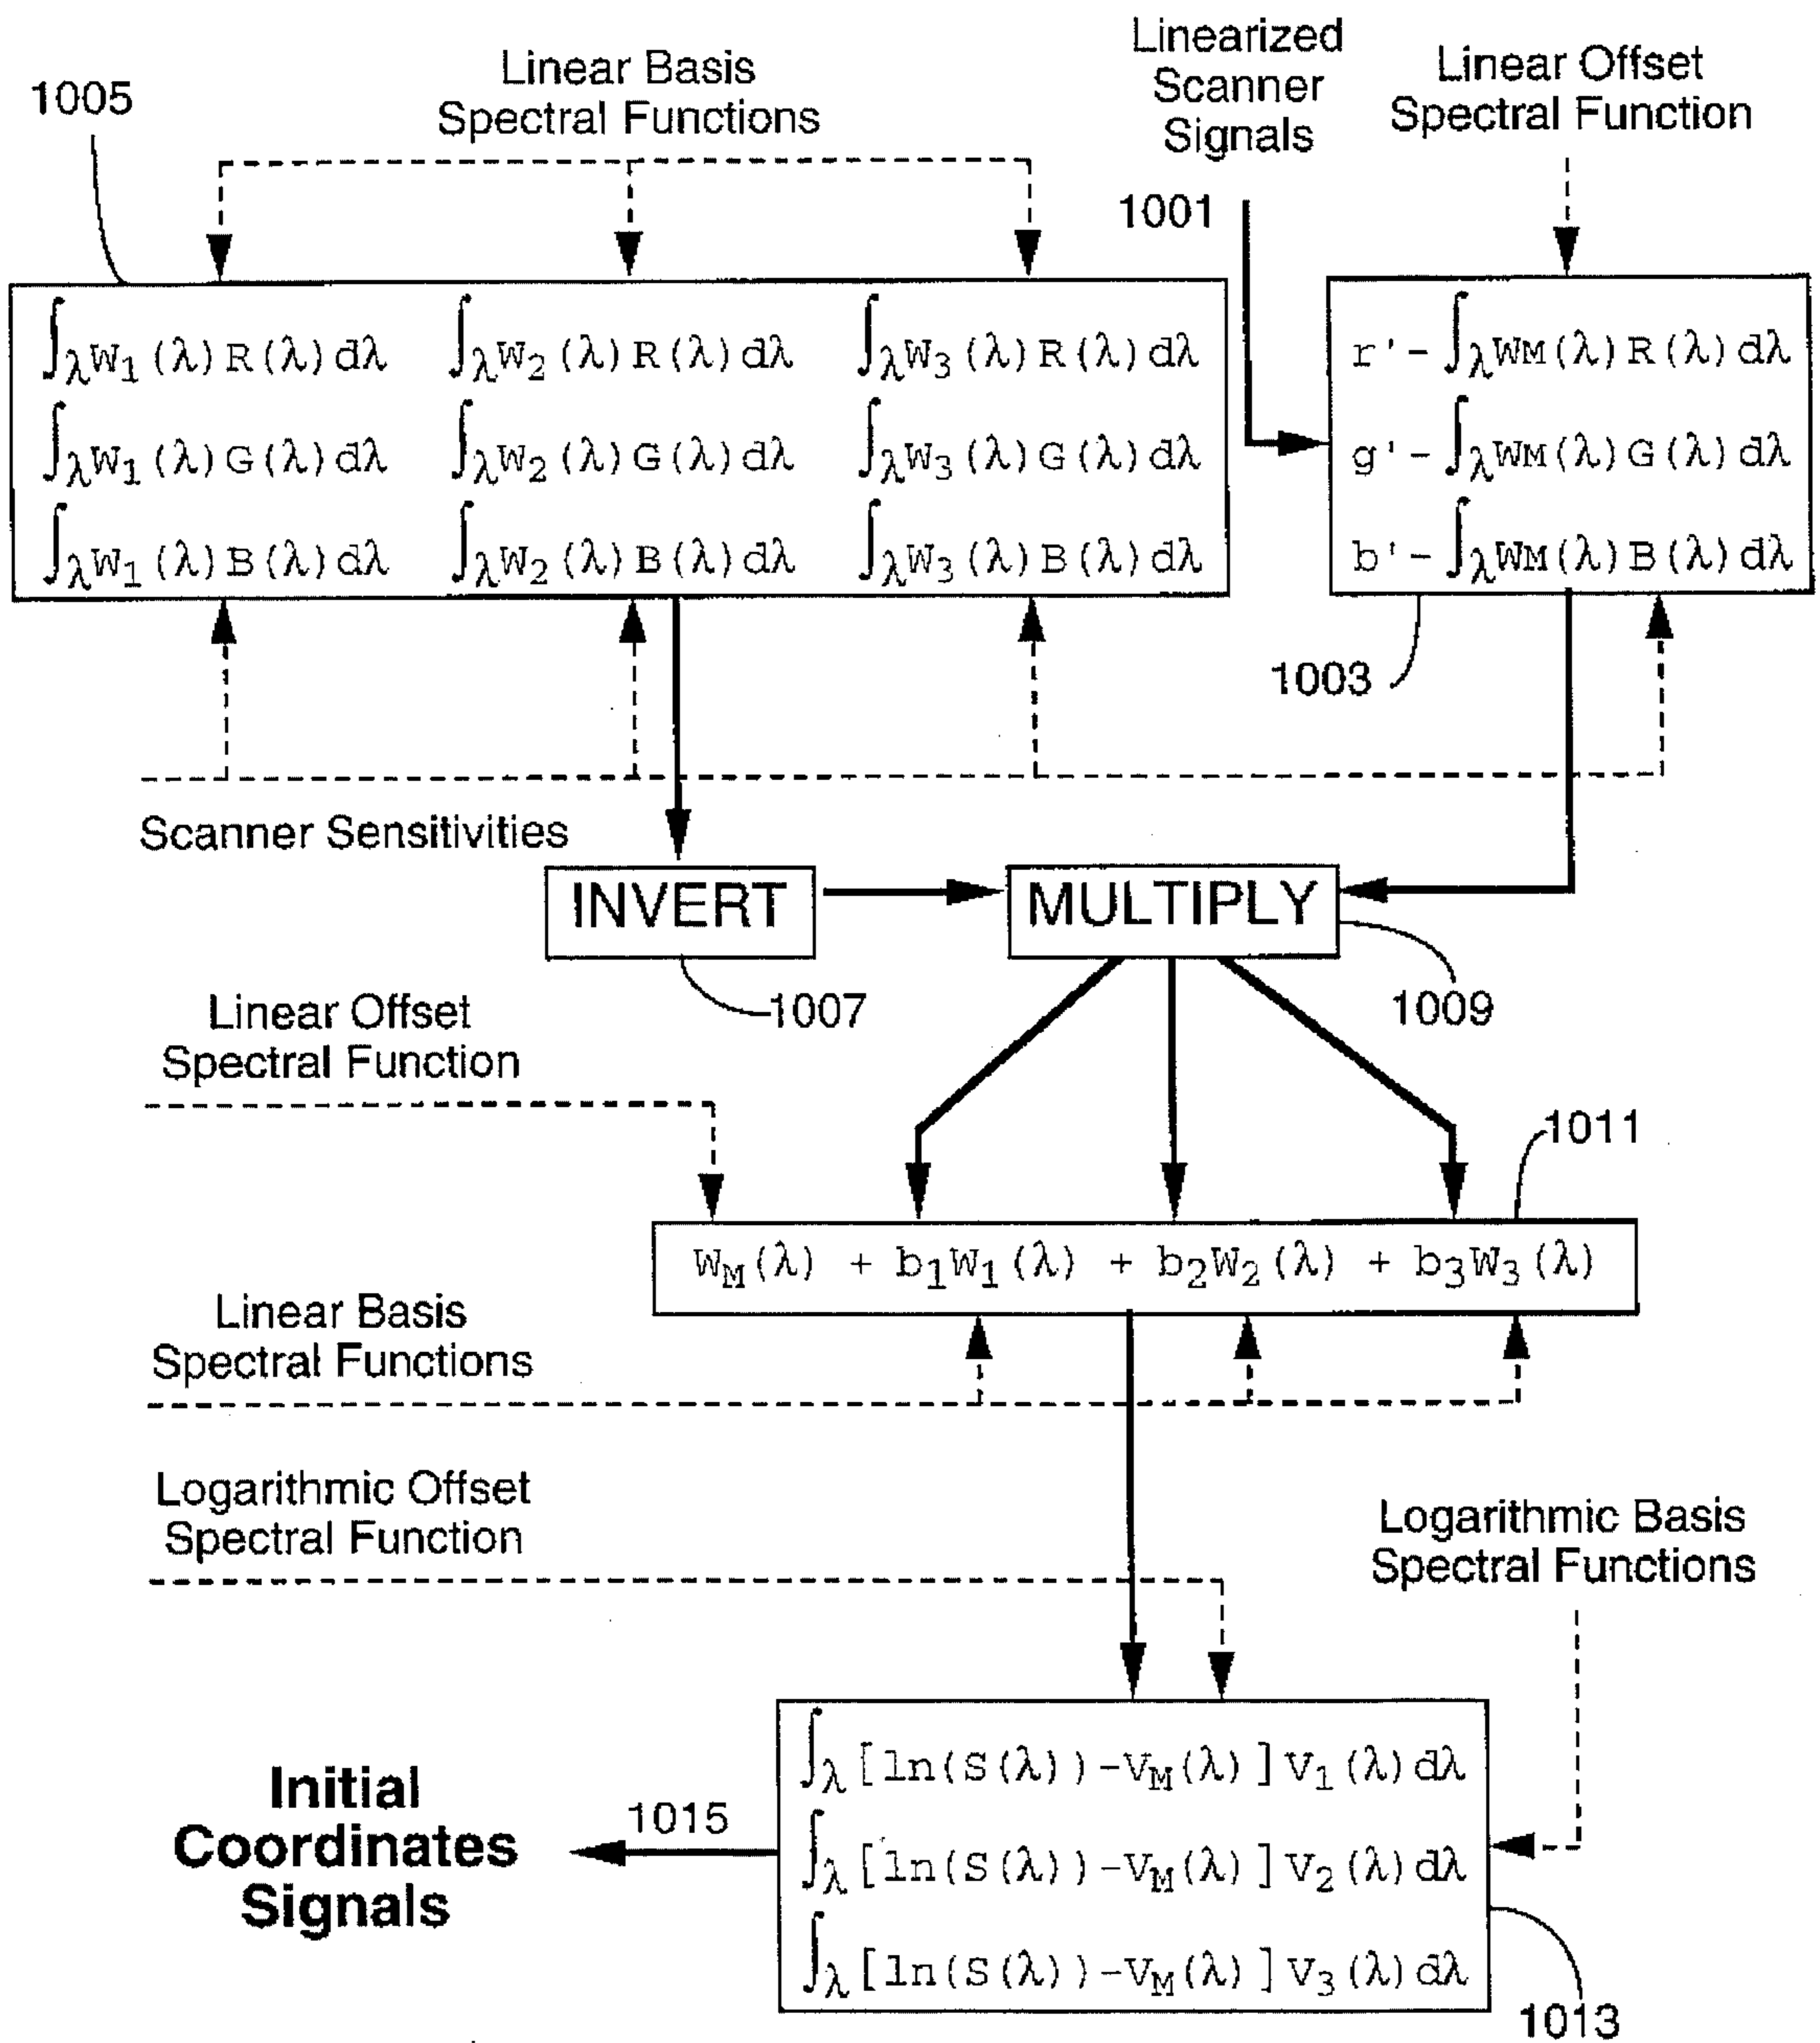 Linear Basis
Spectral Functions
Linearized
Scanner
Signals
Linear Offset
Spectral Function
1005
1001
∫λW₁(λ)R(λ)dλ ∫λW₂(λ)R(λ)dλ ∫λW₃(λ)R(λ)dλ
∫λW₁(λ)G(λ)dλ ∫λW₂(λ)G(λ)dλ ∫λW₃(λ)G(λ)dλ
∫λW₁(λ)B(λ)dλ ∫λW₂(λ)B(λ)dλ ∫λW₃(λ)B(λ)dλ
r'-∫λWM(λ)R(λ)dλ
g'-∫λWM(λ)G(λ)dλ
b'-∫λWM(λ)B(λ)dλ
1003
Scanner Sensitivities
INVERT
MULTIPLY
1007
1009
Linear Offset
Spectral Function
1011
W_M(λ) + b₁W₁(λ) + b₂W₂(λ) + b₃W₃(λ)
Linear Basis
Spectral Functions
Logarithmic Offset
Spectral Function
Logarithmic Basis
Spectral Functions
∫λ[ln(S(λ))-V_M(λ)]V₁(λ)dλ
∫λ[ln(S(λ))-V_M(λ)]V₂(λ)dλ
∫λ[ln(S(λ))-V_M(λ)]V₃(λ)dλ
1015
Initial
Coordinates
Signals
1013